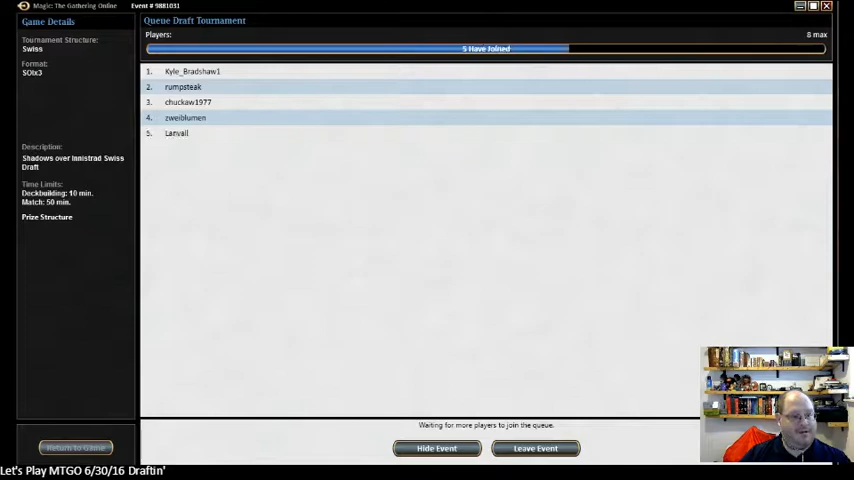 Magic: The Gathering Online Event # 9881031
Game Details
Tournament Structure:
Swiss
Format:
SOIx3
Description:
Shadows over Innistrad Swiss
Draft
Time Limits:
Deckbuilding: 10 min.
Match: 50 min.
Prize Structure
Return to Game
Queue Draft Tournament
Players: 8 max
5 Have Joined
1. Kyle_Bradshaw1
2. rumpsteak
3. chuckaw1977
4. zweiblumen
5. Lanvall
Waiting for more players to join the queue.
Hide Event Leave Event
Let's Play MTGO 6/30/16 Draftin'